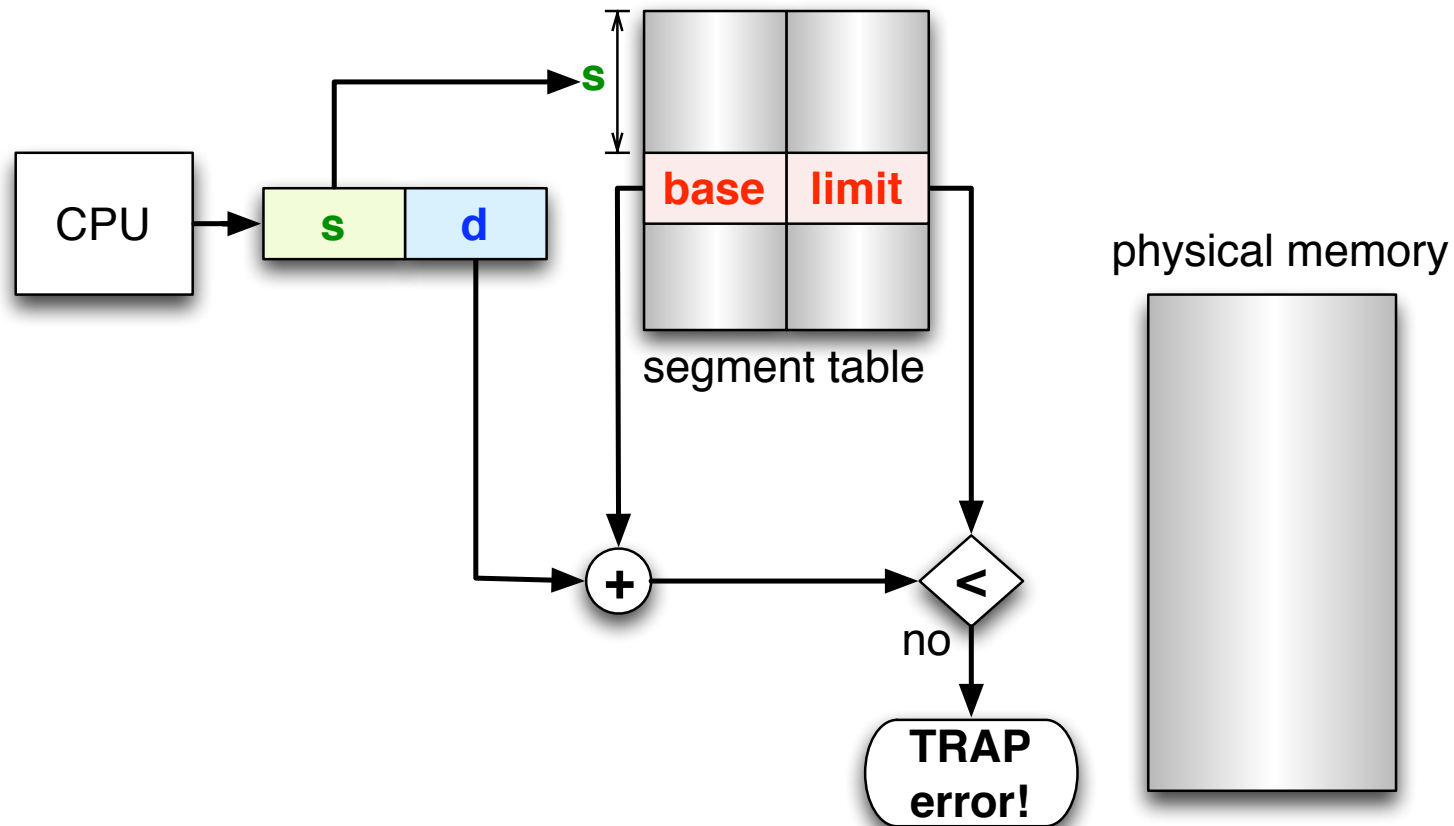 s
base limit
CPU
s d
physical memory
segment table
+
<
no
TRAP
error!